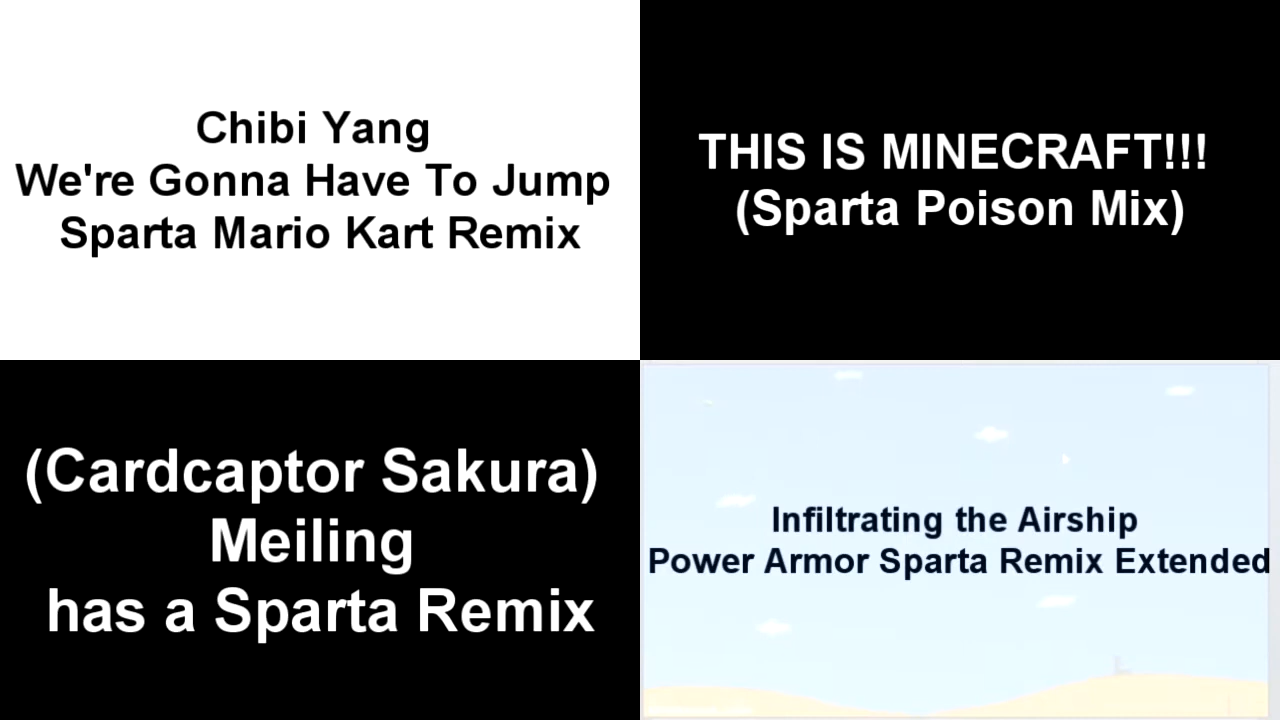 Chibi Yang
We're Gonna Have To Jump
Sparta Mario Kart Remix
THIS IS MINECRAFT!!!
(Sparta Poison Mix)
(Cardcaptor Sakura)
Meiling
has a Sparta Remix
Infiltrating the Airship
Power Armor Sparta Remix Extended